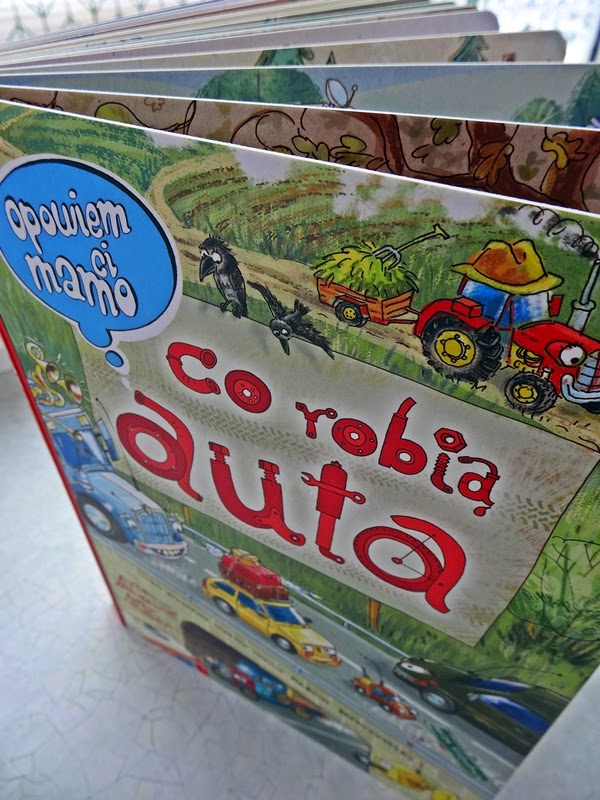 opowiem
ci
mamo
co robią
auta